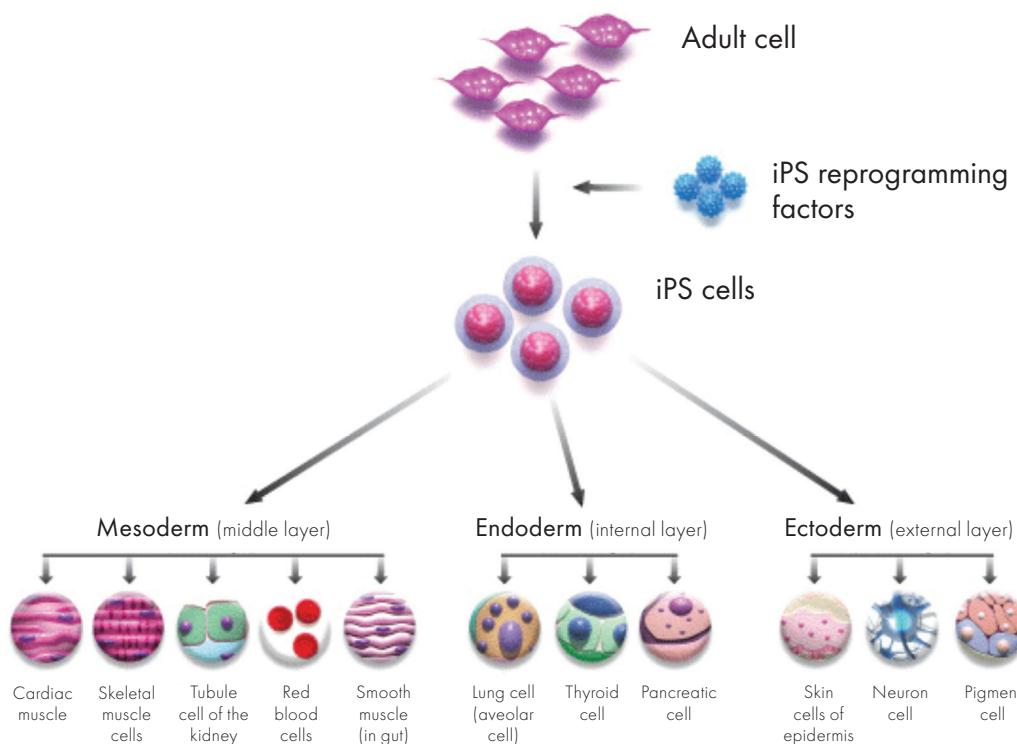 Adult cell
iPS reprogramming
factors
iPS cells
Mesoderm (middle layer)
Endoderm (internal layer)
Ectoderm (external layer)
Cardiac
muscle
Skeletal
muscle
cells
Tubule
cell of the
kidney
Red
blood
cells
Smooth
muscle
(in gut)
Lung cell
(aveolar
cell)
Thyroid
cell
Pancreatic
cell
Skin
cells of
epidermis
Neuron
cell
Pigmen
cell